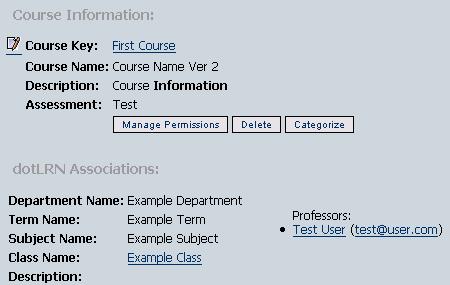 Course Information:
Course Key: First Course
Course Name: Course Name Ver 2
Description: Course Information
Assessment: Test
Manage Permissions Delete Categorize
dotLRN Associations:
Department Name: Example Department
Term Name: Example Term
Subject Name: Example Subject
Class Name: Example Class
Description:
Professors:
• Test User (test@user.com)